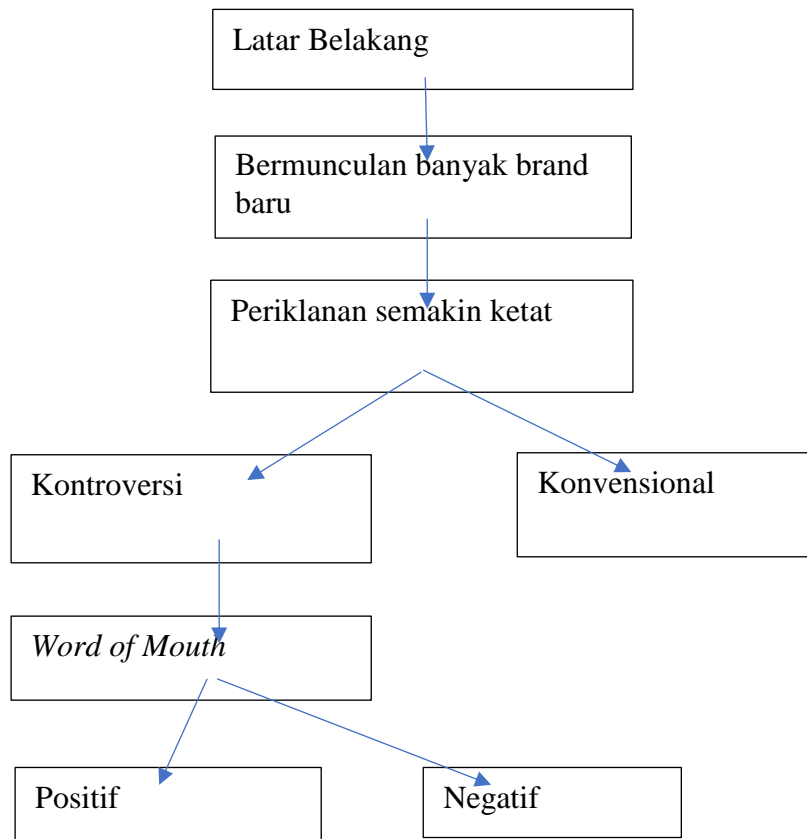 Latar Belakang
Bermunculan banyak brand
baru
Periklanan semakin ketat
Kontroversi
Konvensional
Word of Mouth
Positif
Negatif